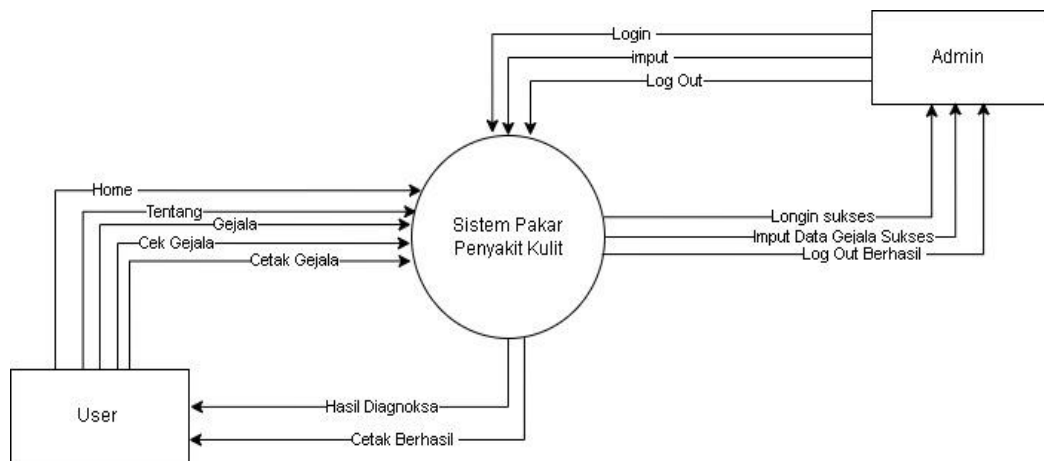 Login
imput
Log Out
Admin
Home
Tentang
Gejala
Cek Gejala
Cetak Gejala
Sistem Pakar
Penyakit Kulit
Longin sukses
Imput Data Gejala Sukses
Log Out Berhasil
User
Hasil Diagnoksa
Cetak Berhasil